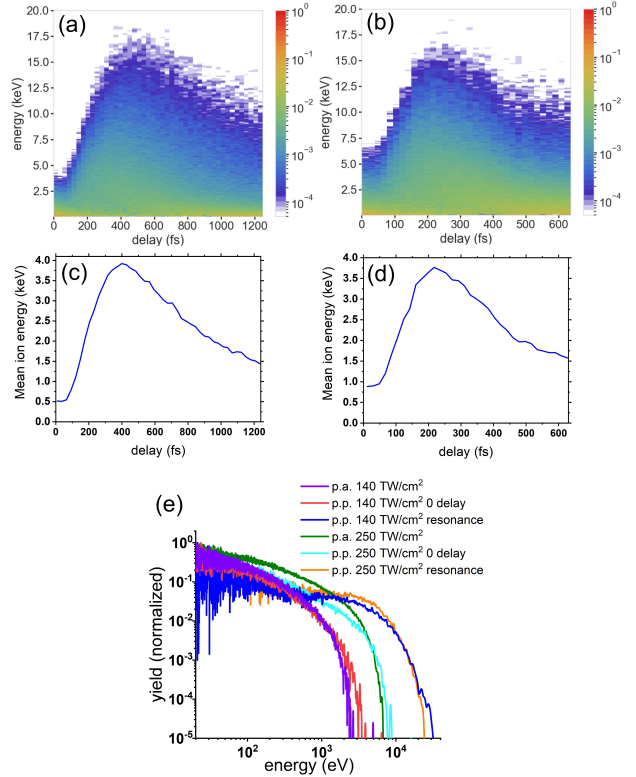 (a)
20.0
17.5
15.0
12.5
10.0
7.5
5.0
2.5
energy (keV)
0 200 400 600 800 1000 1200
delay (fs)
10⁰
10⁻¹
10⁻²
10⁻³
10⁻⁴
(b)
20.0
17.5
15.0
12.5
10.0
7.5
5.0
2.5
energy (keV)
0 100 200 300 400 500 600
delay (fs)
10⁰
10⁻¹
10⁻²
10⁻³
10⁻⁴
(c)
4.0
3.5
3.0
2.5
2.0
1.5
1.0
0.5
0.0
Mean ion energy (keV)
0 200 400 600 800 1000 1200
delay (fs)
(d)
4.0
3.5
3.0
2.5
2.0
1.5
1.0
0.5
0.0
Mean ion energy (keV)
0 100 200 300 400 500 600
delay (fs)
(e)
p.a. 140 TW/cm²
p.p. 140 TW/cm² 0 delay
p.p. 140 TW/cm² resonance
p.a. 250 TW/cm²
p.p. 250 TW/cm² 0 delay
p.p. 250 TW/cm² resonance
10⁰
10⁻¹
10⁻²
10⁻³
10⁻⁴
10⁻⁵
yield (normalized)
10² 10³ 10⁴
energy (eV)